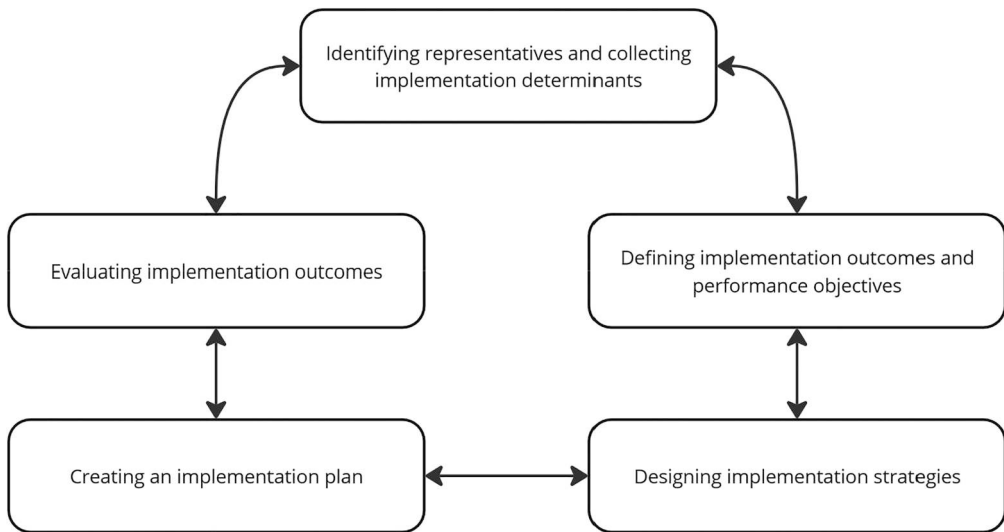 Identifying representatives and collecting
implementation determinants
Evaluating implementation outcomes
Defining implementation outcomes and
performance objectives
Creating an implementation plan
Designing implementation strategies